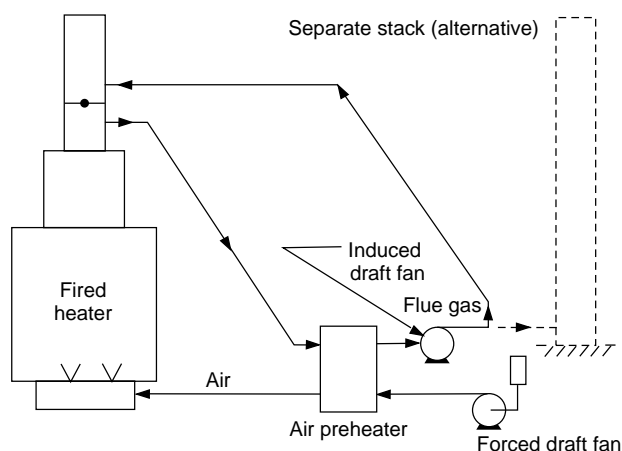 Separate stack (alternative)
Induced
draft fan
Flue gas
Fired
heater
Air
Air preheater
Forced draft fan